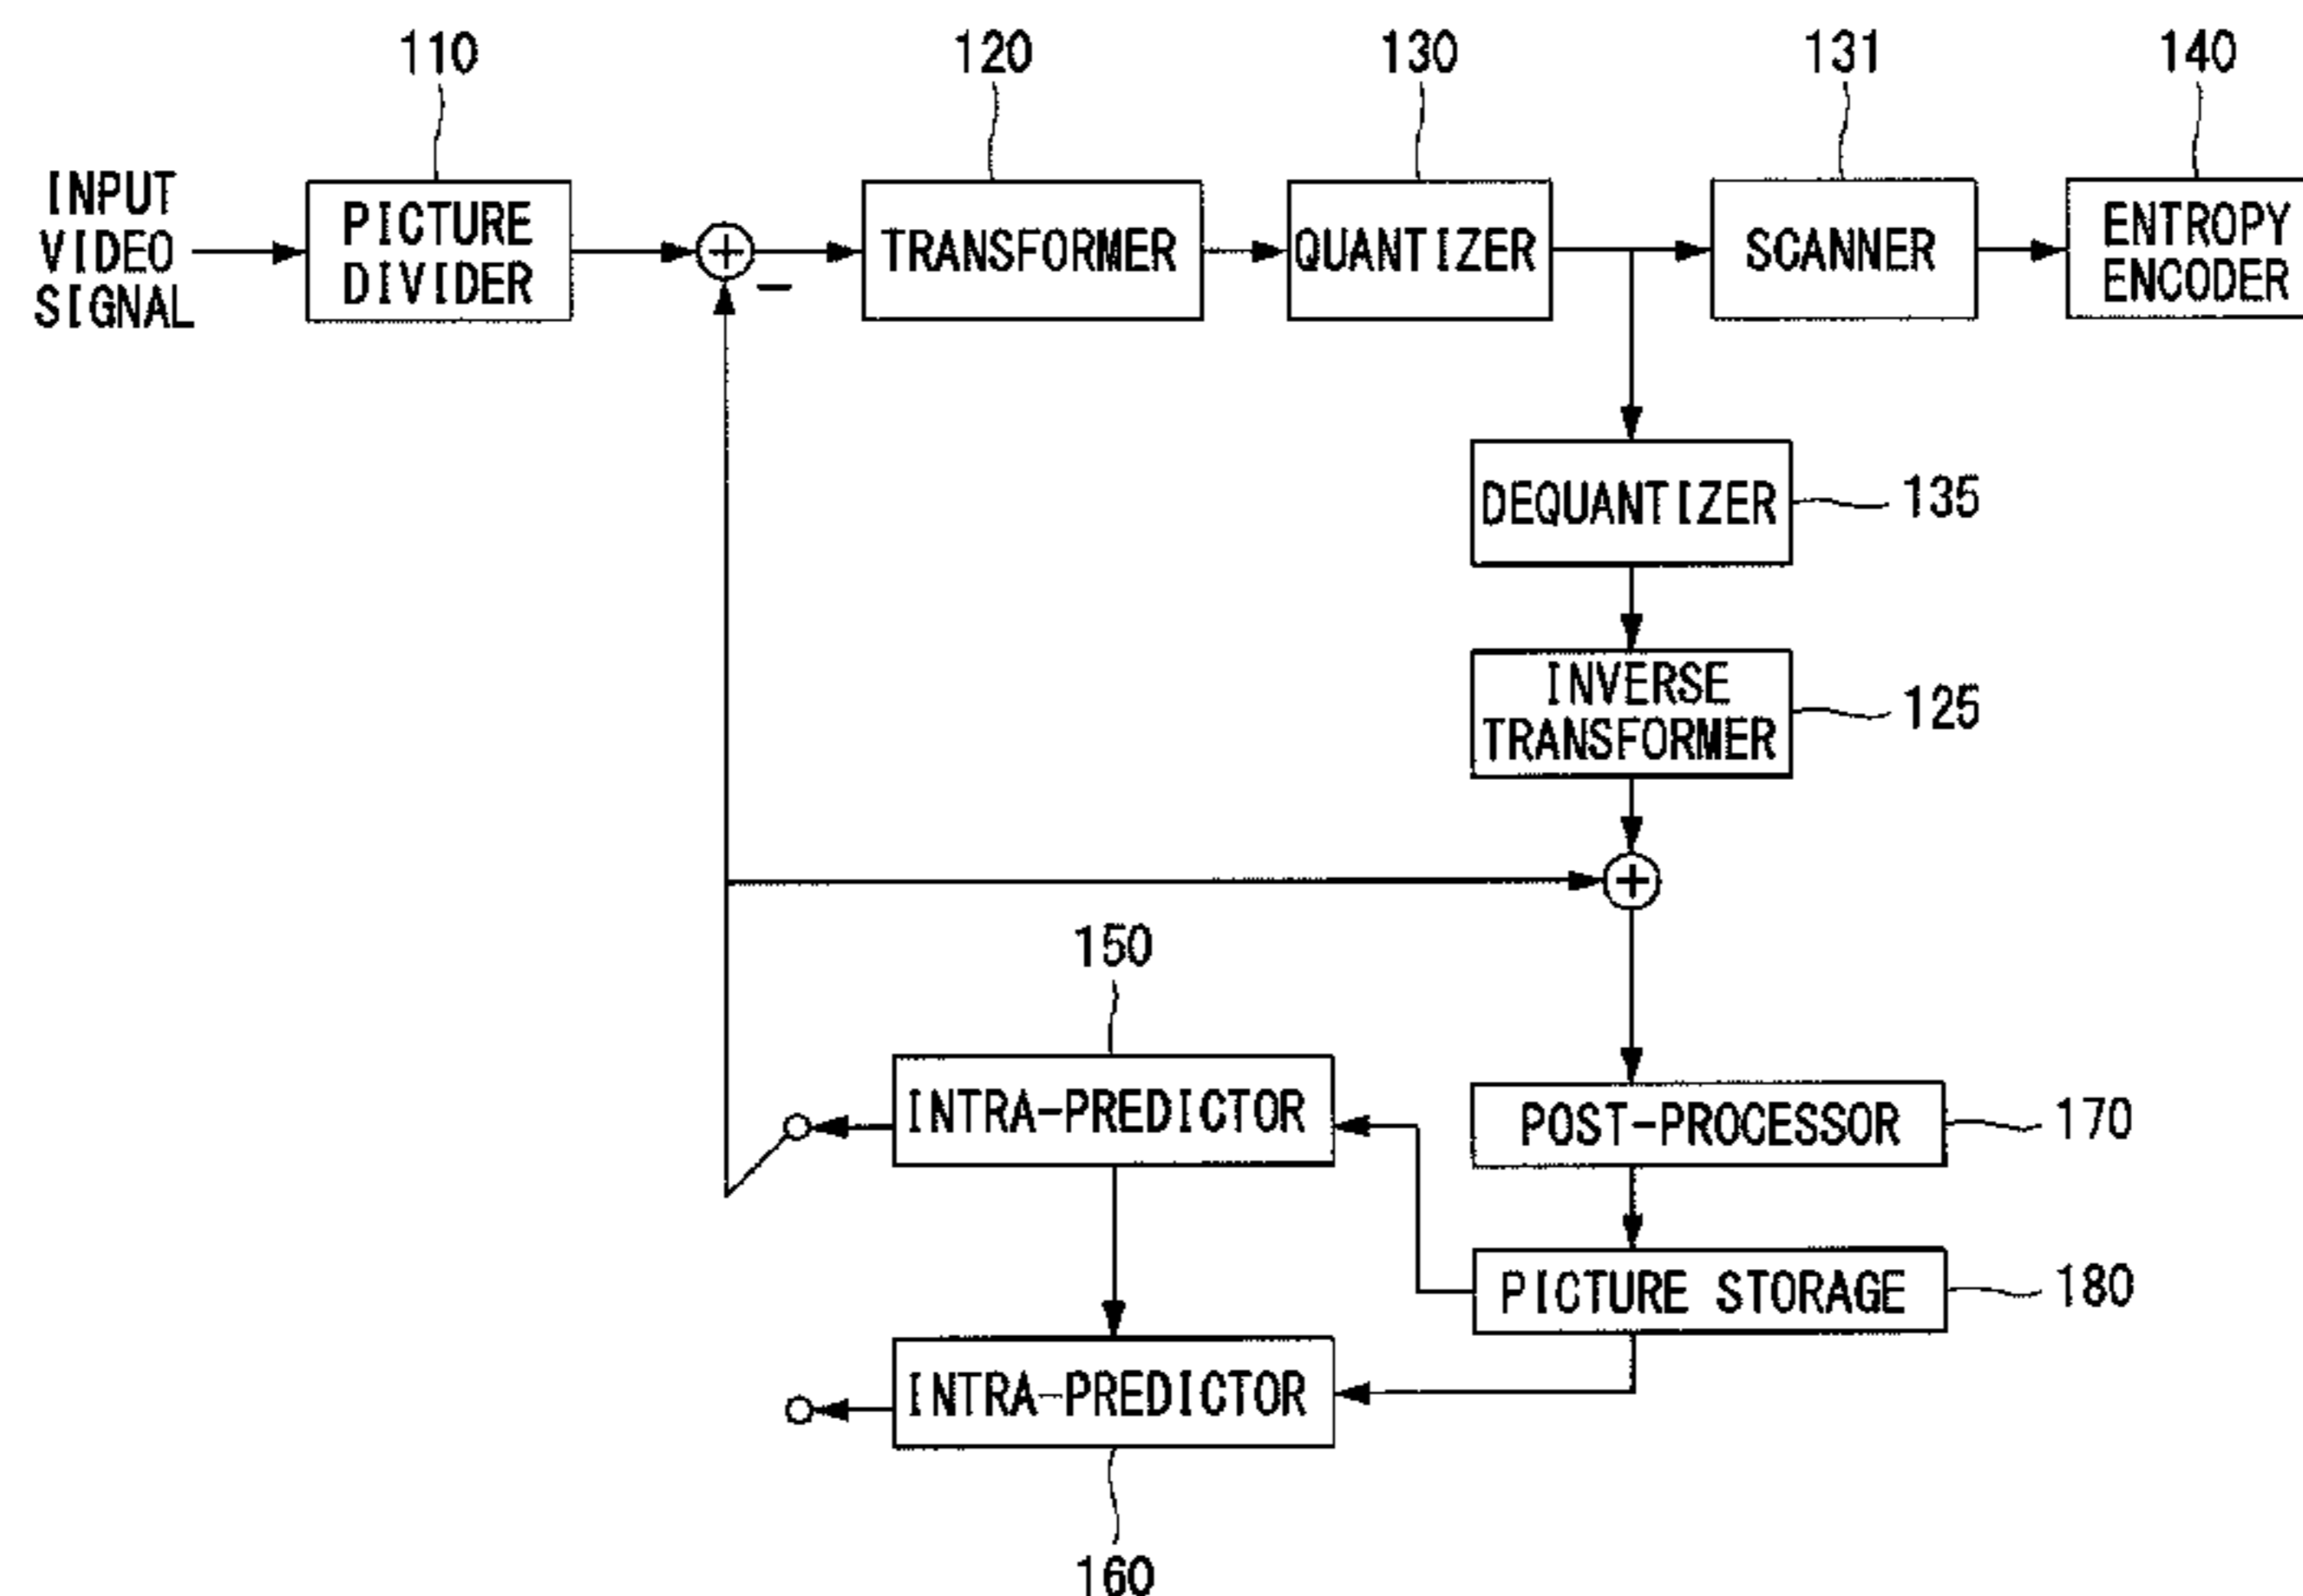 110
120
130
131
140
INPUT
VIDEO
SIGNAL
PICTURE
DIVIDER
+
−
TRANSFORMER
QUANTIZER
SCANNER
ENTROPY
ENCODER
DEQUANTIZER
135
INVERSE
TRANSFORMER
125
+
150
INTRA-PREDICTOR
POST-PROCESSOR
170
PICTURE STORAGE
180
INTRA-PREDICTOR
160